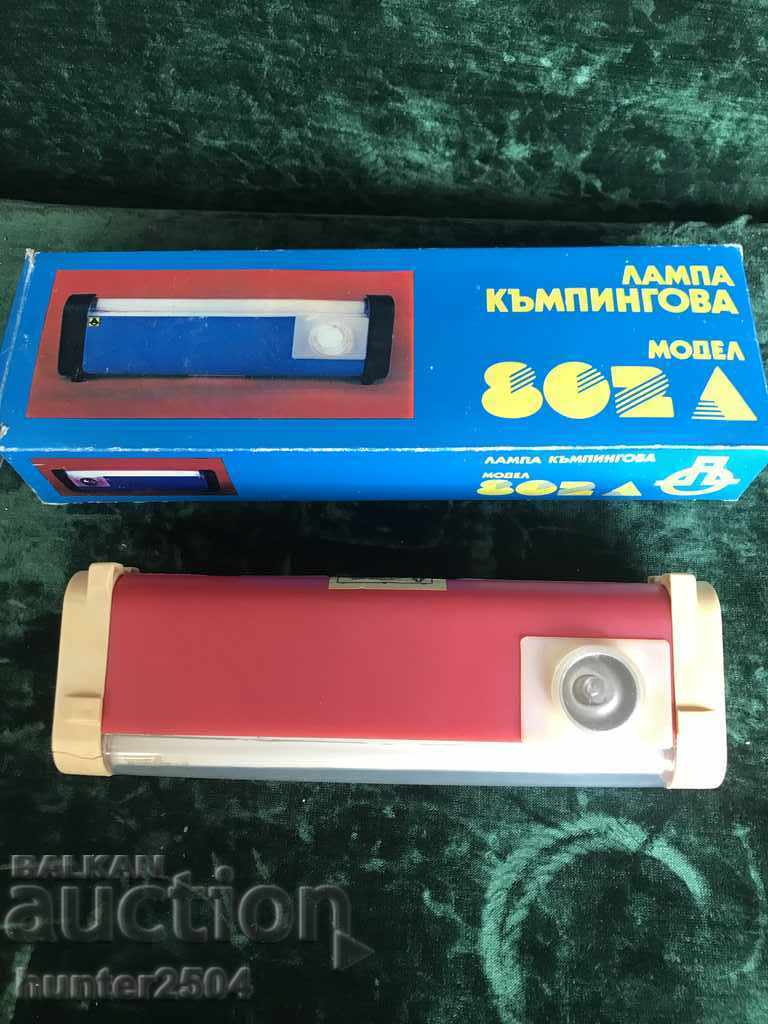 ЛАМПА
КЪМПИНГОВА
МОДЕЛ
802 Л
ЛАМПА КЪМПИНГОВА
МОДЕЛ
802 Л
BALKAN
auction
hunter2504